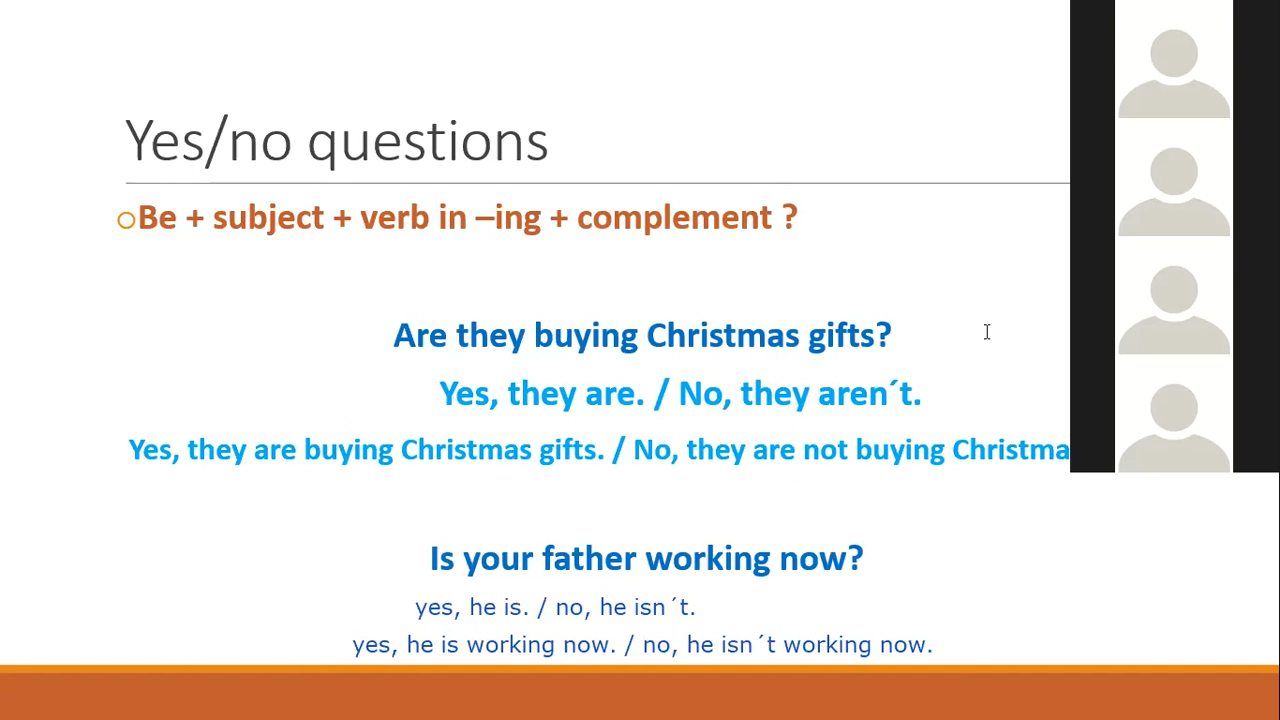 Yes/no questions
Be + subject + verb in –ing + complement ?
Are they buying Christmas gifts?
Yes, they are. / No, they aren´t.
Yes, they are buying Christmas gifts. / No, they are not buying
Is your father working now?
yes, he is. / no, he isn´t.
yes, he is working now. / no, he isn´t working now.